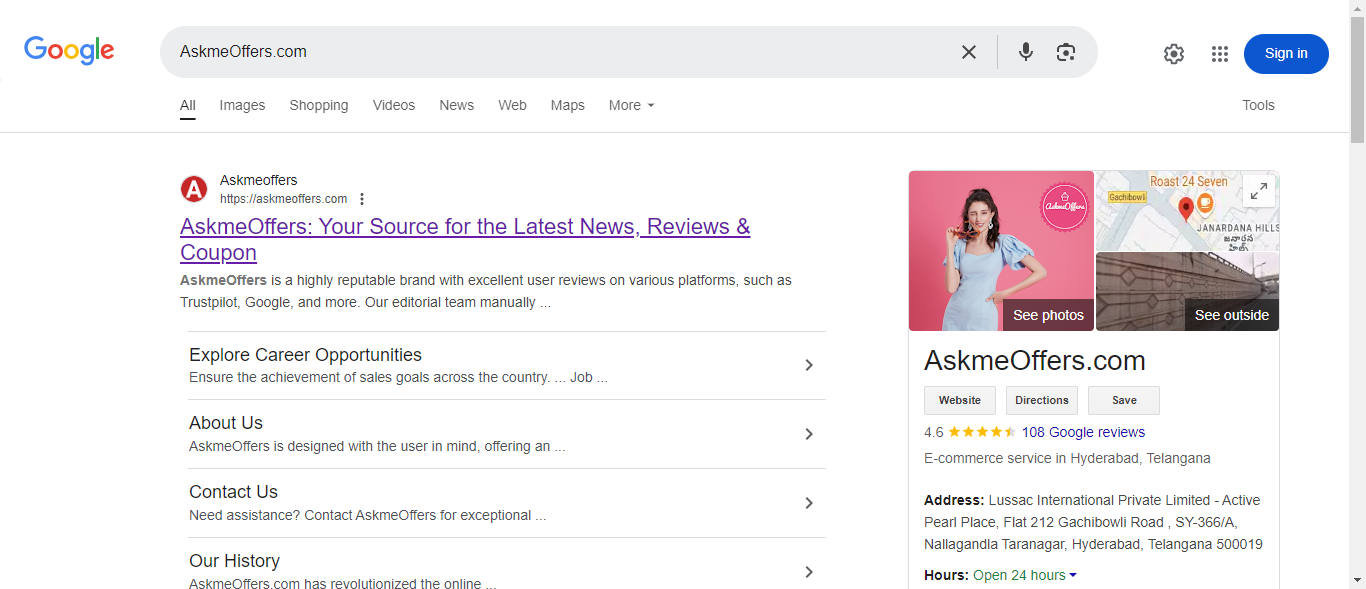 Google
AskmeOffers.com
Sign in
All Images Shopping Videos News Web Maps More
Tools
Askmeoffers
https://askmeoffers.com
AskmeOffers: Your Source for the Latest News, Reviews &
Coupon
AskmeOffers is a highly reputable brand with excellent user reviews on various platforms, such as
Trustpilot, Google, and more. Our editorial team manually ...
Explore Career Opportunities
Ensure the achievement of sales goals across the country. ... Job ...
About Us
AskmeOffers is designed with the user in mind, offering an ...
Contact Us
Need assistance? Contact AskmeOffers for exceptional ...
Our History
AskmeOffers.com has revolutionized the online ...
AskmeOffers
See photos
Roast 24 Seven
Gachibowli
JANARDANA HILLS
జనార్దన
హిల్స్
See outside
AskmeOffers.com
Website Directions Save
4.6 108 Google reviews
E-commerce service in Hyderabad, Telangana
Address: Lussac International Private Limited - Active
Pearl Place, Flat 212 Gachibowli Road , SY-366/A,
Nallagandla Taranagar, Hyderabad, Telangana 500019
Hours: Open 24 hours